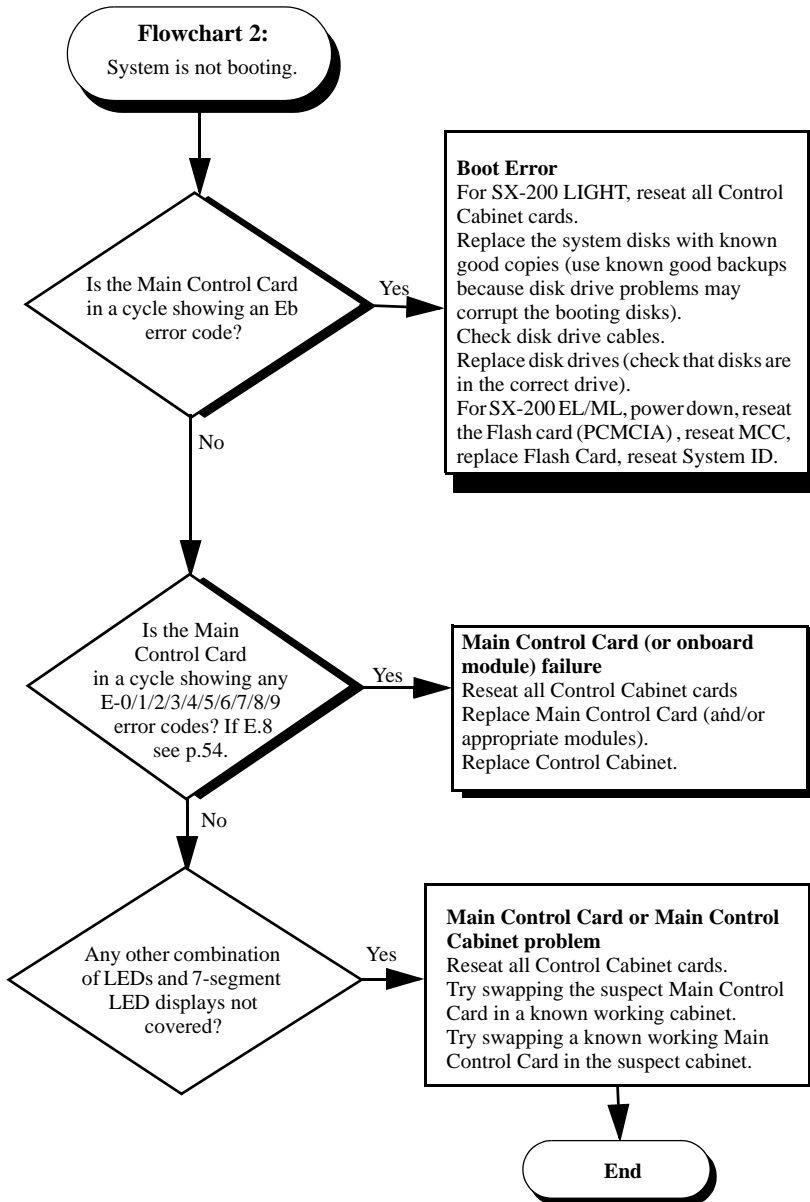 Flowchart 2:
System is not booting.
Is the Main Control Card
in a cycle showing an Eb
error code?
Yes
No
Boot Error
For SX-200 LIGHT, reseat all Control
Cabinet cards.
Replace the system disks with known
good copies (use known good backups
because disk drive problems may
corrupt the booting disks).
Check disk drive cables.
Replace disk drives (check that disks are
in the correct drive).
For SX-200 EL/ML, power down, reseat
the Flash card (PCMCIA) , reseat MCC,
replace Flash Card, reseat System ID.
Is the Main
Control Card
in a cycle showing any
E-0/1/2/3/4/5/6/7/8/9
error codes? If E.8
see p.54.
Yes
No
Main Control Card (or onboard
module) failure
Reseat all Control Cabinet cards
Replace Main Control Card (and/or
appropriate modules).
Replace Control Cabinet.
Any other combination
of LEDs and 7-segment
LED displays not
covered?
Yes
Main Control Card or Main Control
Cabinet problem
Reseat all Control Cabinet cards.
Try swapping the suspect Main Control
Card in a known working cabinet.
Try swapping a known working Main
Control Card in the suspect cabinet.
End